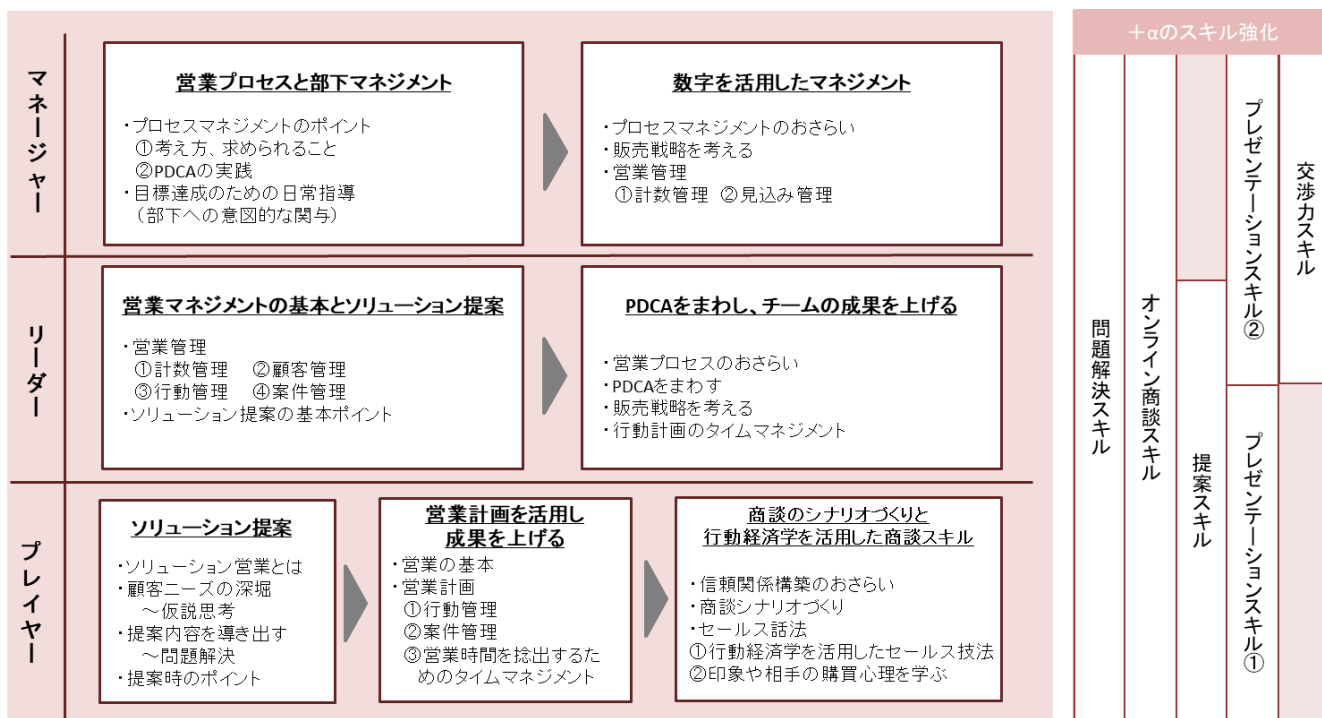 マネージャー
営業プロセスと部下マネジメント
・プロセスマネジメントのポイント
①考え方、求められること
②PDCAの実践
・目標達成のための日常指導
（部下への意図的な関与）
数字を活用したマネジメント
・プロセスマネジメントのおさらい
・販売戦略を考える
・営業管理
①計数管理 ②見込み管理
リーダー
営業マネジメントの基本とソリューション提案
・営業管理
①計数管理 ②顧客管理
③行動管理 ④案件管理
・ソリューション提案の基本ポイント
PDCAをまわし、チームの成果を上げる
・営業プロセスのおさらい
・PDCAをまわす
・販売戦略を考える
・行動計画のタイムマネジメント
プレイヤー
ソリューション提案
・ソリューション営業とは
・顧客ニーズの深堀
～仮説思考
・提案内容を導き出す
～問題解決
・提案時のポイント
営業計画を活用し
成果を上げる
・営業の基本
・営業計画
①行動管理
②案件管理
③営業時間を捻出するた
めのタイムマネジメント
商談のシナリオづくりと
行動経済学を活用した商談スキル
・信頼関係構築のおさらい
・商談シナリオづくり
・セールス話法
①行動経済学を活用したセールス技法
②印象や相手の購買心理を学ぶ
＋αのスキル強化
問題解決スキル
オンライン商談スキル
提案スキル
プレゼンテーションスキル②
プレゼンテーションスキル①
交渉力スキル